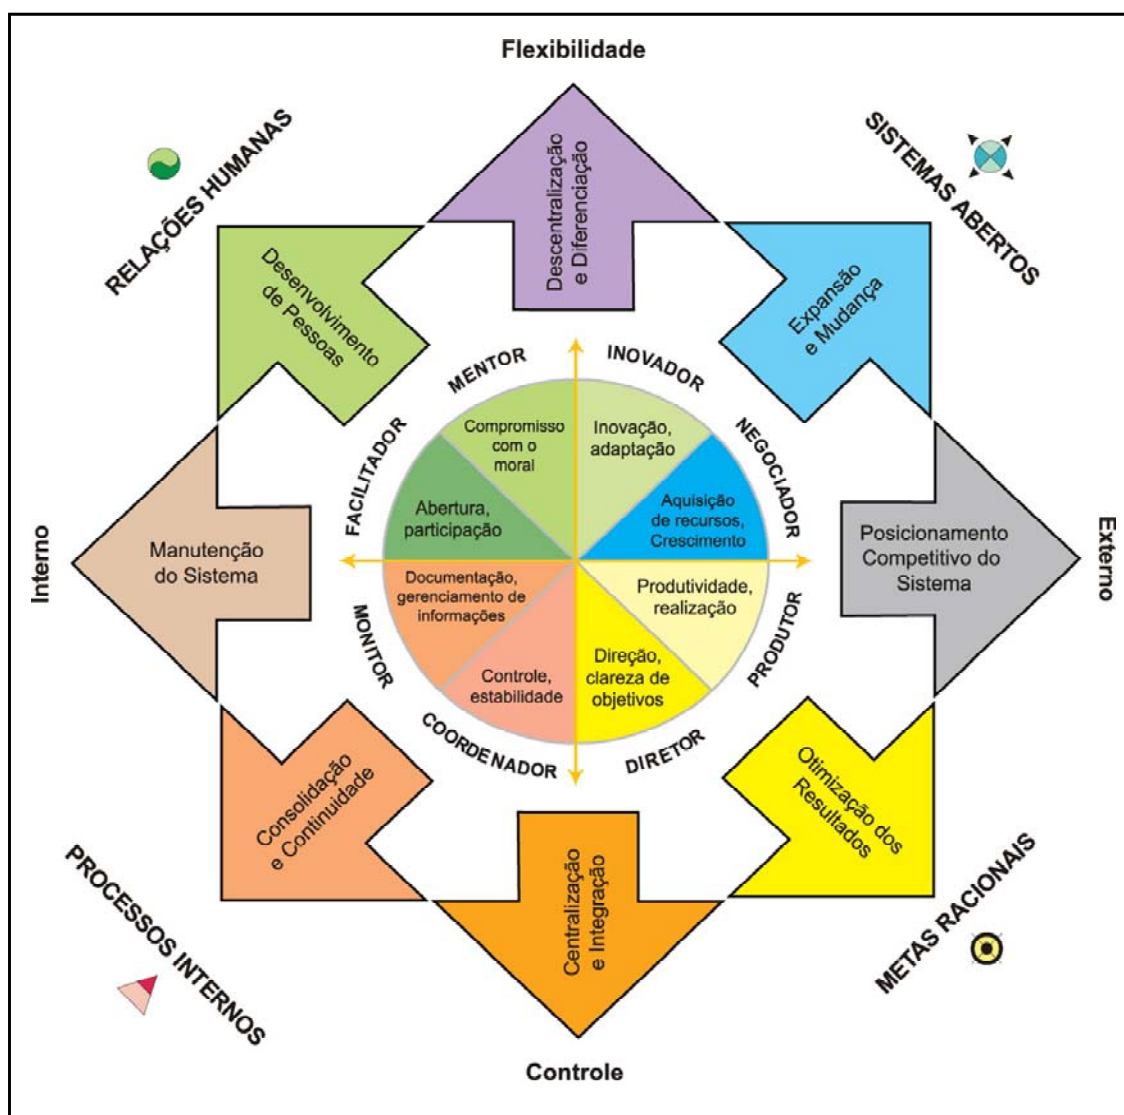 Flexibilidade
RELAÇÕES HUMANAS
SISTEMAS ABERTOS
Descentralização
e Diferenciação
Desenvolvimento
de Pessoas
Expansão
e Mudança
MENTOR
INOVADOR
FACILITADOR
NEGOCIADOR
Compromisso
com o
moral
Inovação,
adaptação
Abertura,
participação
Aquisição
de recursos,
Crescimento
Interno
Manutenção
do Sistema
Posicionamento
Competitivo do
Sistema
Externo
Documentação,
gerenciamento de
informações
Produtividade,
realização
Controle,
estabilidade
Direção,
clareza de
objetivos
MONITOR
PRODUTOR
COORDENADOR
DIRETOR
Consolidação
e Continuidade
Otimização dos
Resultados
Centralização
e Integração
PROCESSOS INTERNOS
METAS RACIONAIS
Controle